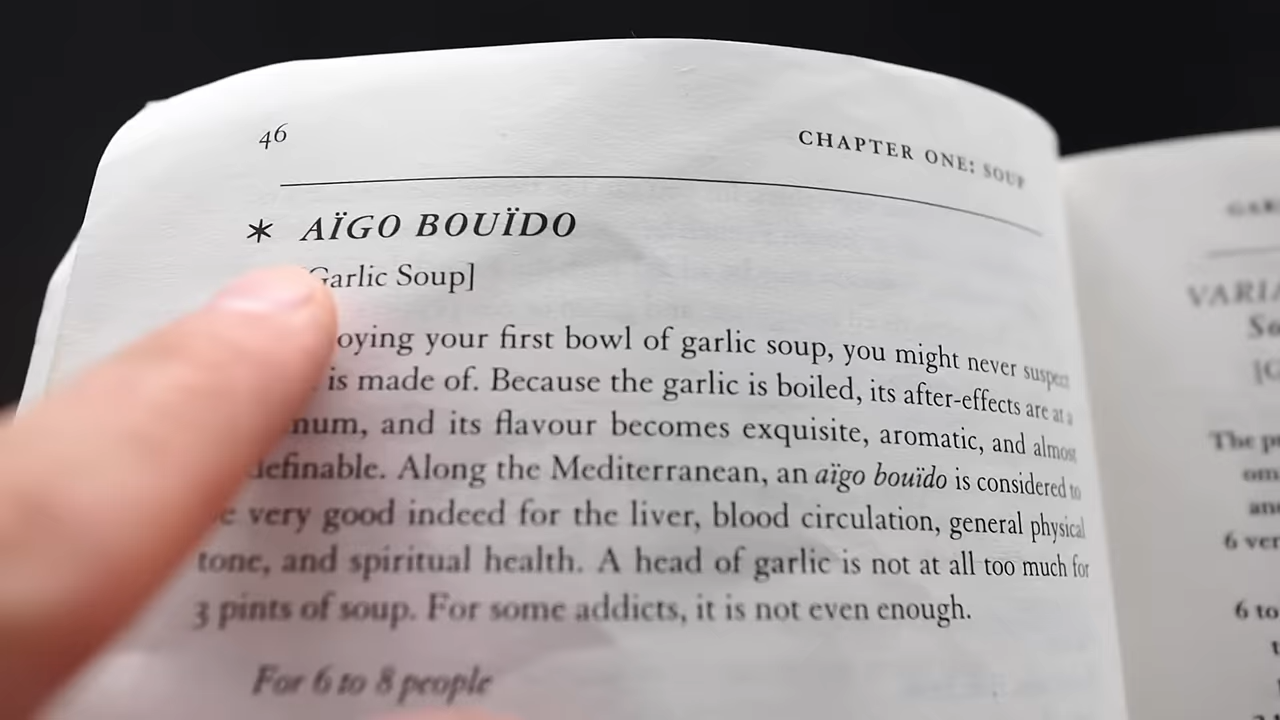 46
CHAPTER ONE: SOUP
* AÏGO BOUÏDO
Garlic Soup]
oying your first bowl of garlic soup, you might never suspect
is made of. Because the garlic is boiled, its after-effects are at a
num, and its flavour becomes exquisite, aromatic, and almost
definable. Along the Mediterranean, an aïgo bouïdo is considered to
e very good indeed for the liver, blood circulation, general physical
tone, and spiritual health. A head of garlic is not at all too much for
3 pints of soup. For some addicts, it is not even enough.
For 6 to 8 people
GAR
VARIA
So
[G
The p
om
and
6 ver
6 to
t